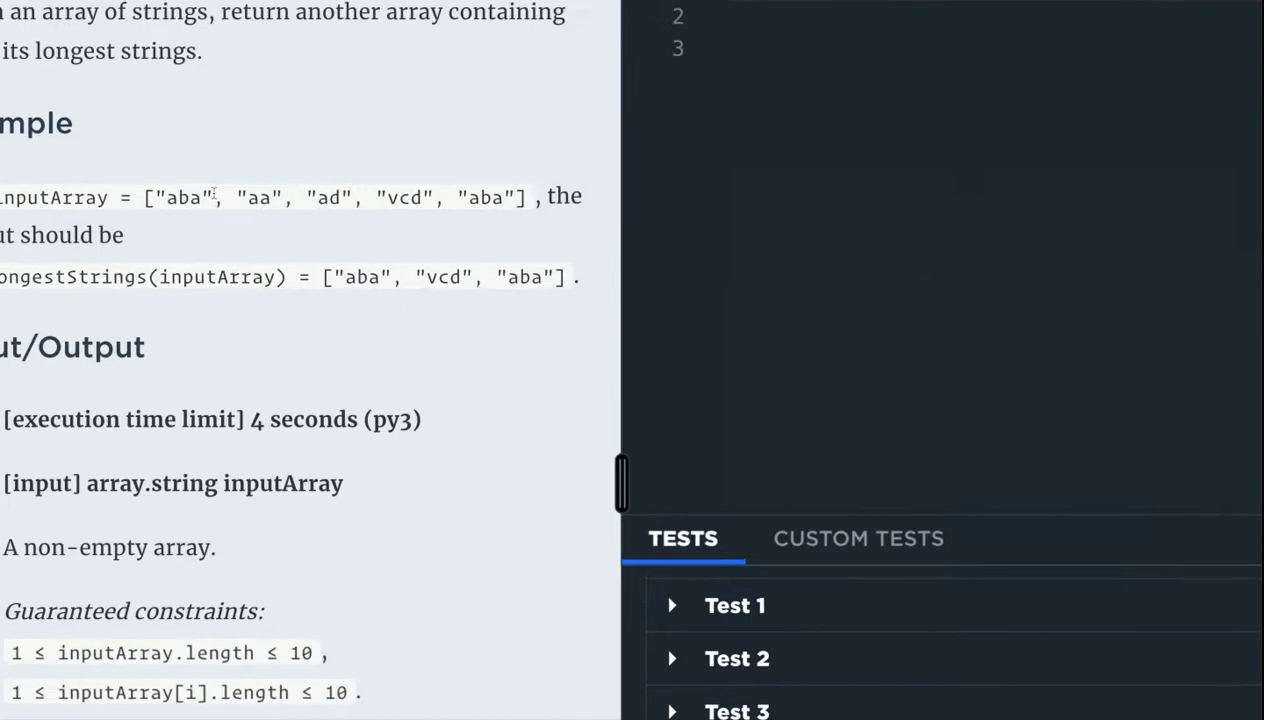 an array of strings, return another array containing
its longest strings.
mple
inputArray = ["aba", "aa", "ad", "vcd", "aba"] , the
ut should be
ongestStrings(inputArray) = ["aba", "vcd", "aba"] .
ut/Output
[execution time limit] 4 seconds (py3)
[input] array.string inputArray
A non-empty array.
Guaranteed constraints:
1 ≤ inputArray.length ≤ 10 ,
1 ≤ inputArray[i].length ≤ 10 .
2
3
TESTS CUSTOM TESTS
Test 1
Test 2
Test 3